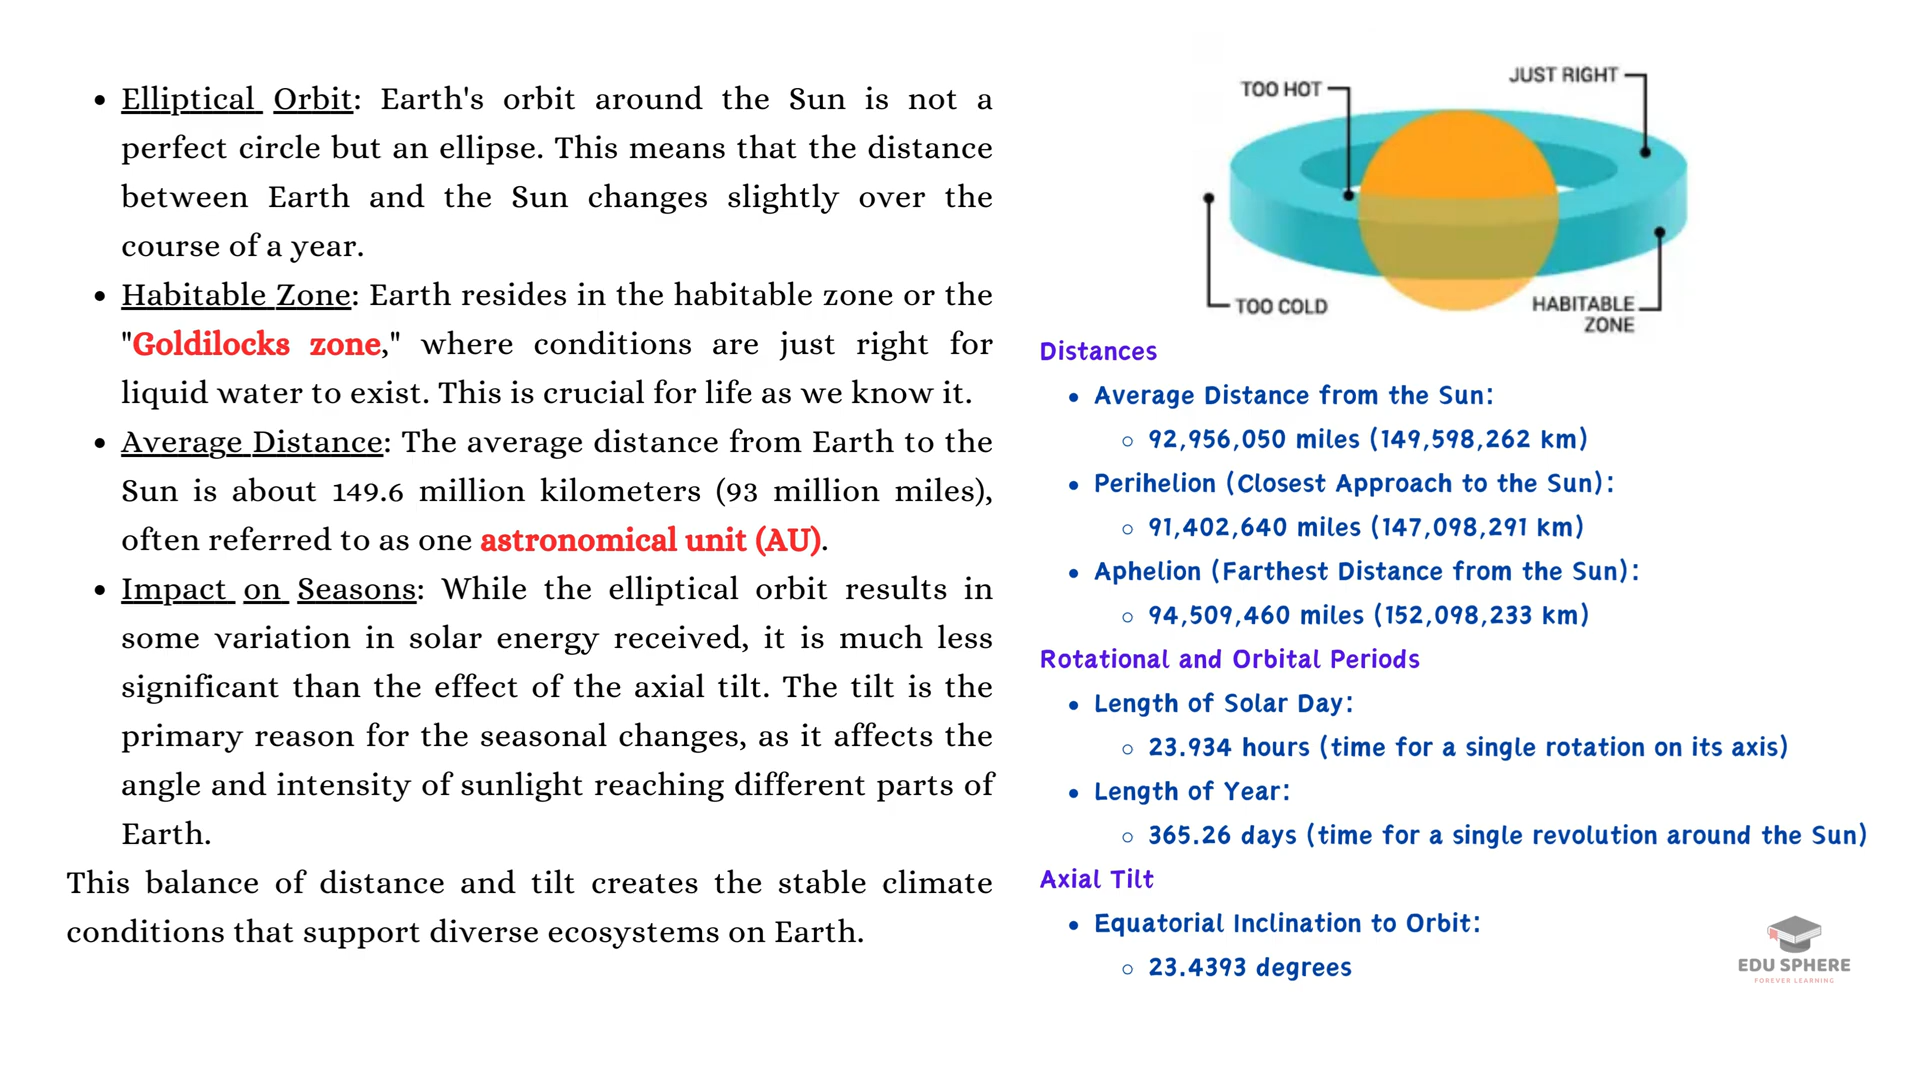 • Elliptical Orbit: Earth's orbit around the Sun is not a
perfect circle but an ellipse. This means that the distance
between Earth and the Sun changes slightly over the
course of a year.
• Habitable Zone: Earth resides in the habitable zone or the
"Goldilocks zone," where conditions are just right for
liquid water to exist. This is crucial for life as we know it.
• Average Distance: The average distance from Earth to the
Sun is about 149.6 million kilometers (93 million miles),
often referred to as one astronomical unit (AU).
• Impact on Seasons: While the elliptical orbit results in
some variation in solar energy received, it is much less
significant than the effect of the axial tilt. The tilt is the
primary reason for the seasonal changes, as it affects the
angle and intensity of sunlight reaching different parts of
Earth.
This balance of distance and tilt creates the stable climate
conditions that support diverse ecosystems on Earth.
TOO HOT
JUST RIGHT
TOO COLD
HABITABLE
ZONE
Distances
• Average Distance from the Sun:
◦ 92,956,050 miles (149,598,262 km)
• Perihelion (Closest Approach to the Sun):
◦ 91,402,640 miles (147,098,291 km)
• Aphelion (Farthest Distance from the Sun):
◦ 94,509,460 miles (152,098,233 km)
Rotational and Orbital Periods
• Length of Solar Day:
◦ 23.934 hours (time for a single rotation on its axis)
• Length of Year:
◦ 365.26 days (time for a single revolution around the Sun)
Axial Tilt
• Equatorial Inclination to Orbit:
◦ 23.4393 degrees
EDU SPHERE
FOREVER LEARNING